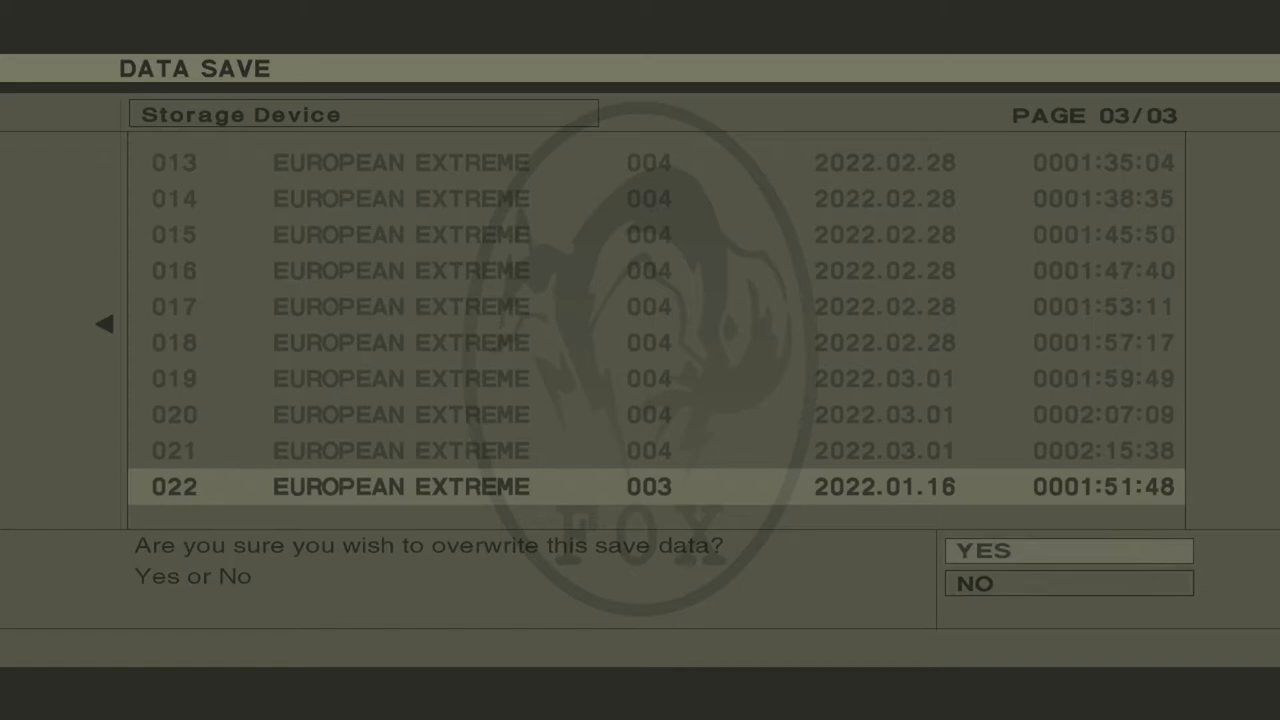 DATA SAVE
Storage Device PAGE 03/03
013 EUROPEAN EXTREME 004 2022.02.28 0001:35:04
014 EUROPEAN EXTREME 004 2022.02.28 0001:38:35
015 EUROPEAN EXTREME 004 2022.02.28 0001:45:50
016 EUROPEAN EXTREME 004 2022.02.28 0001:47:40
017 EUROPEAN EXTREME 004 2022.02.28 0001:53:11
018 EUROPEAN EXTREME 004 2022.02.28 0001:57:17
019 EUROPEAN EXTREME 004 2022.03.01 0001:59:49
020 EUROPEAN EXTREME 004 2022.03.01 0002:07:09
021 EUROPEAN EXTREME 004 2022.03.01 0002:15:38
022 EUROPEAN EXTREME 003 2022.01.16 0001:51:48
FOX
Are you sure you wish to overwrite this save data?
Yes or No
YES
NO